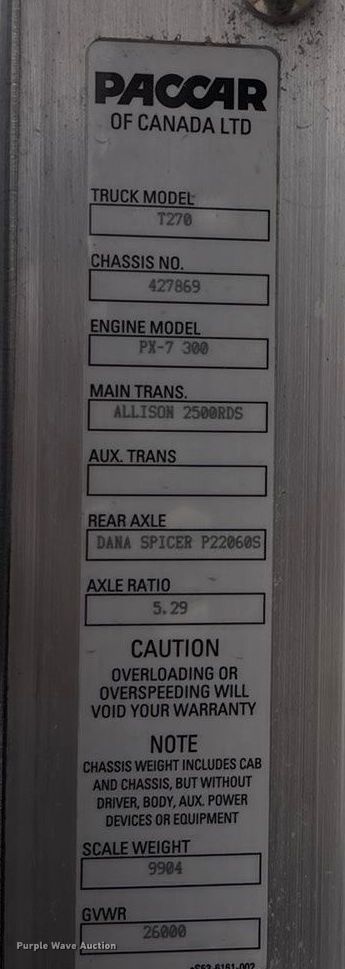 PACCAR
OF CANADA LTD
TRUCK MODEL
T270
CHASSIS NO.
427869
ENGINE MODEL
PX-7 300
MAIN TRANS.
ALLISON 2500RDS
AUX. TRANS
REAR AXLE
DANA SPICER P22060S
AXLE RATIO
5.29
CAUTION
OVERLOADING OR
OVERSPEEDING WILL
VOID YOUR WARRANTY
NOTE
CHASSIS WEIGHT INCLUDES CAB
AND CHASSIS, BUT WITHOUT
DRIVER, BODY, AUX. POWER
DEVICES OR EQUIPMENT
SCALE WEIGHT
9904
GVWR
26000
Purple Wave Auction